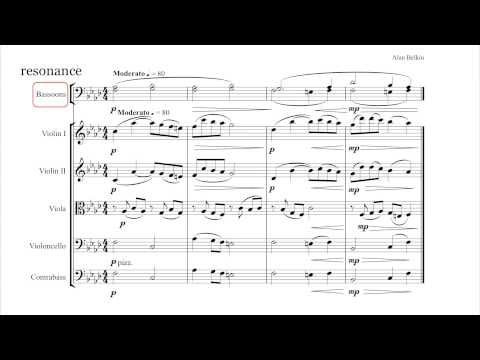 Alan Belkin
resonance
Moderato ♩ = 80
Bassoons
p
mp
Moderato ♩ = 80
Violin I
p
mp
Violin II
p
mp
Viola
p
mp
Violoncello
p
mp
pizz.
Contrabass
p
mp